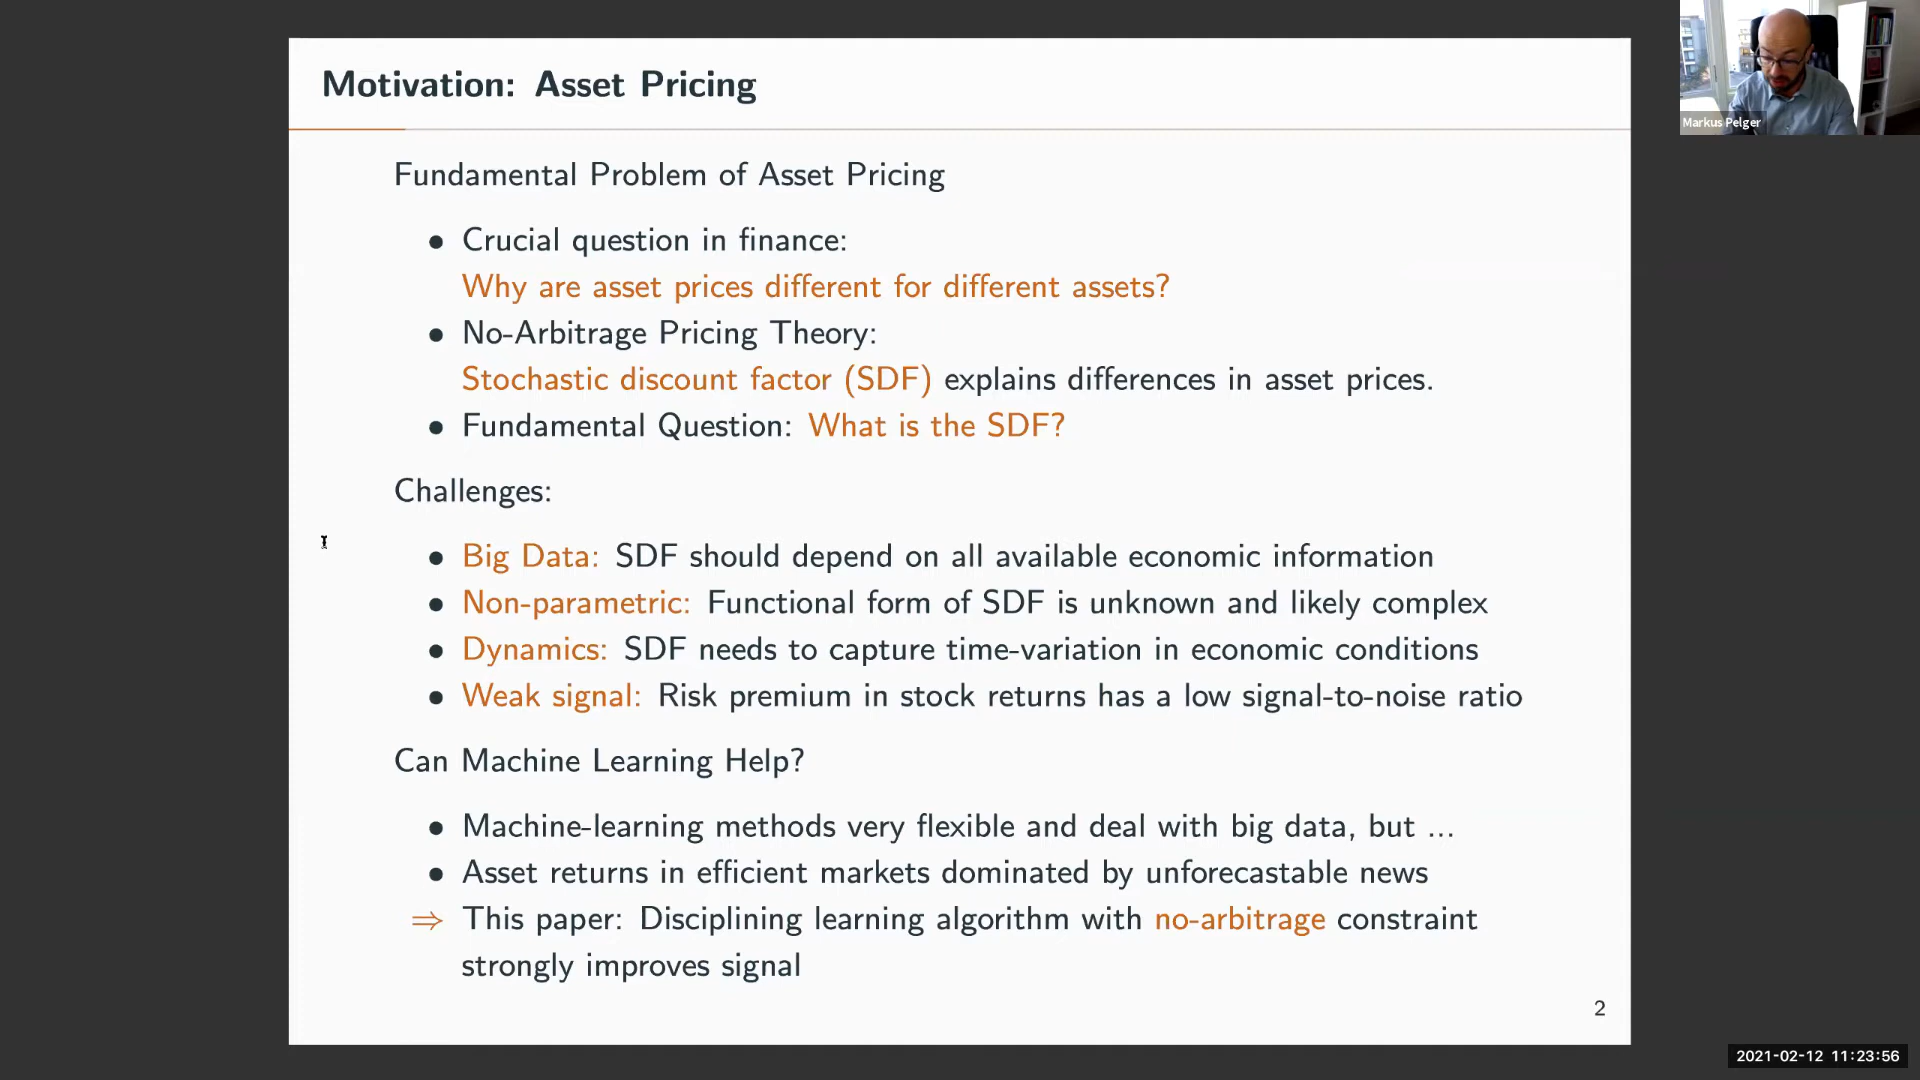 Motivation: Asset Pricing
Markus Pelger
Fundamental Problem of Asset Pricing
• Crucial question in finance:
Why are asset prices different for different assets?
• No-Arbitrage Pricing Theory:
Stochastic discount factor (SDF) explains differences in asset prices.
• Fundamental Question: What is the SDF?
Challenges:
• Big Data: SDF should depend on all available economic information
• Non-parametric: Functional form of SDF is unknown and likely complex
• Dynamics: SDF needs to capture time-variation in economic conditions
• Weak signal: Risk premium in stock returns has a low signal-to-noise ratio
Can Machine Learning Help?
• Machine-learning methods very flexible and deal with big data, but ...
• Asset returns in efficient markets dominated by unforecastable news
⇒ This paper: Disciplining learning algorithm with no-arbitrage constraint
strongly improves signal
2
2021-02-12 11:23:56